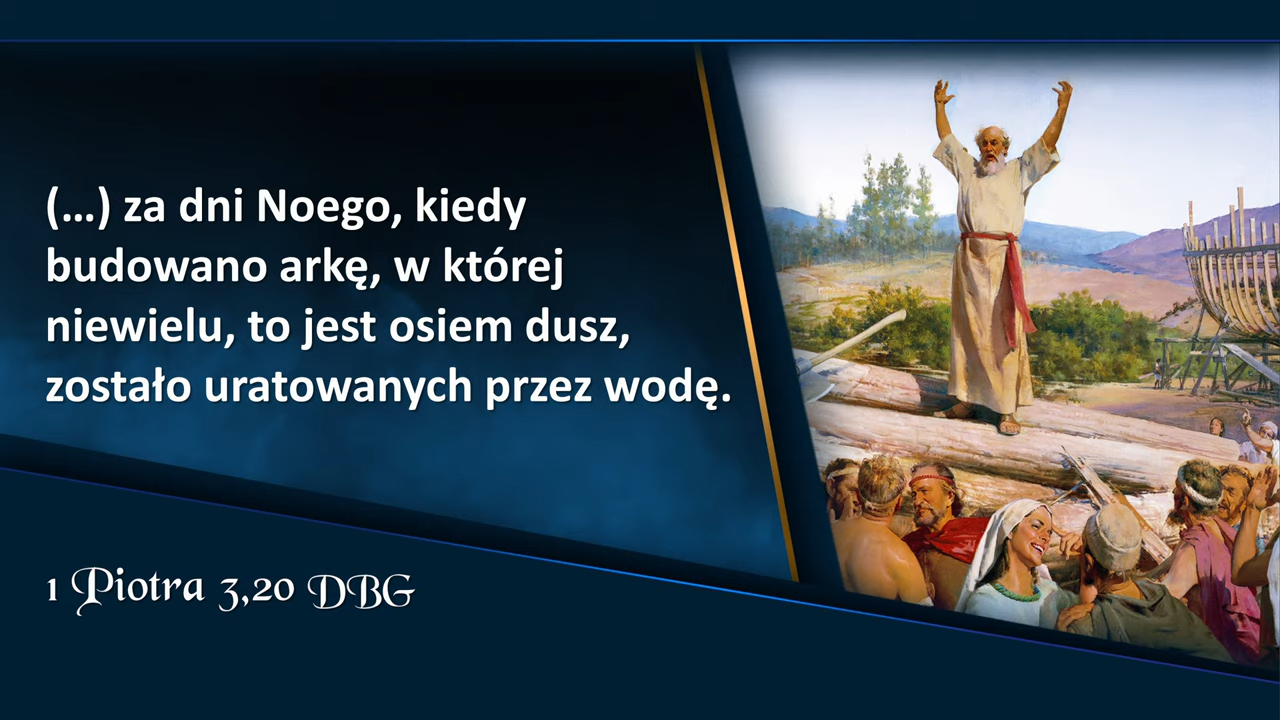 (...) za dni Noego, kiedy
budowano arkę, w której
niewielu, to jest osiem dusz,
zostało uratowanych przez wodę.
1 Piotra 3,20 DBG